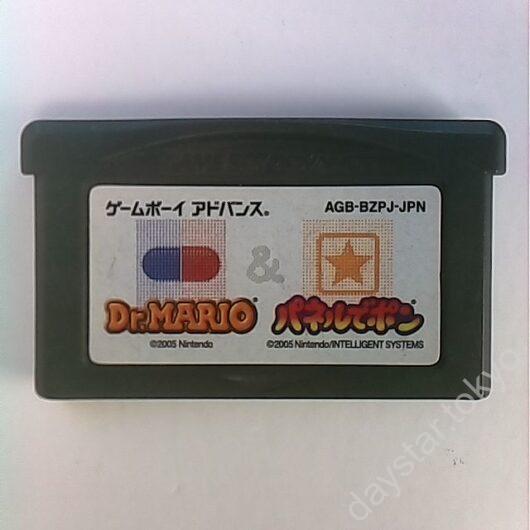 ゲームボーイ アドバンス®
AGB-BZPJ-JPN
&
Dr.MARIO®
パネルでポン®
©2005 Nintendo
©2005 Nintendo/INTELLIGENT SYSTEMS
daystar.tokyo